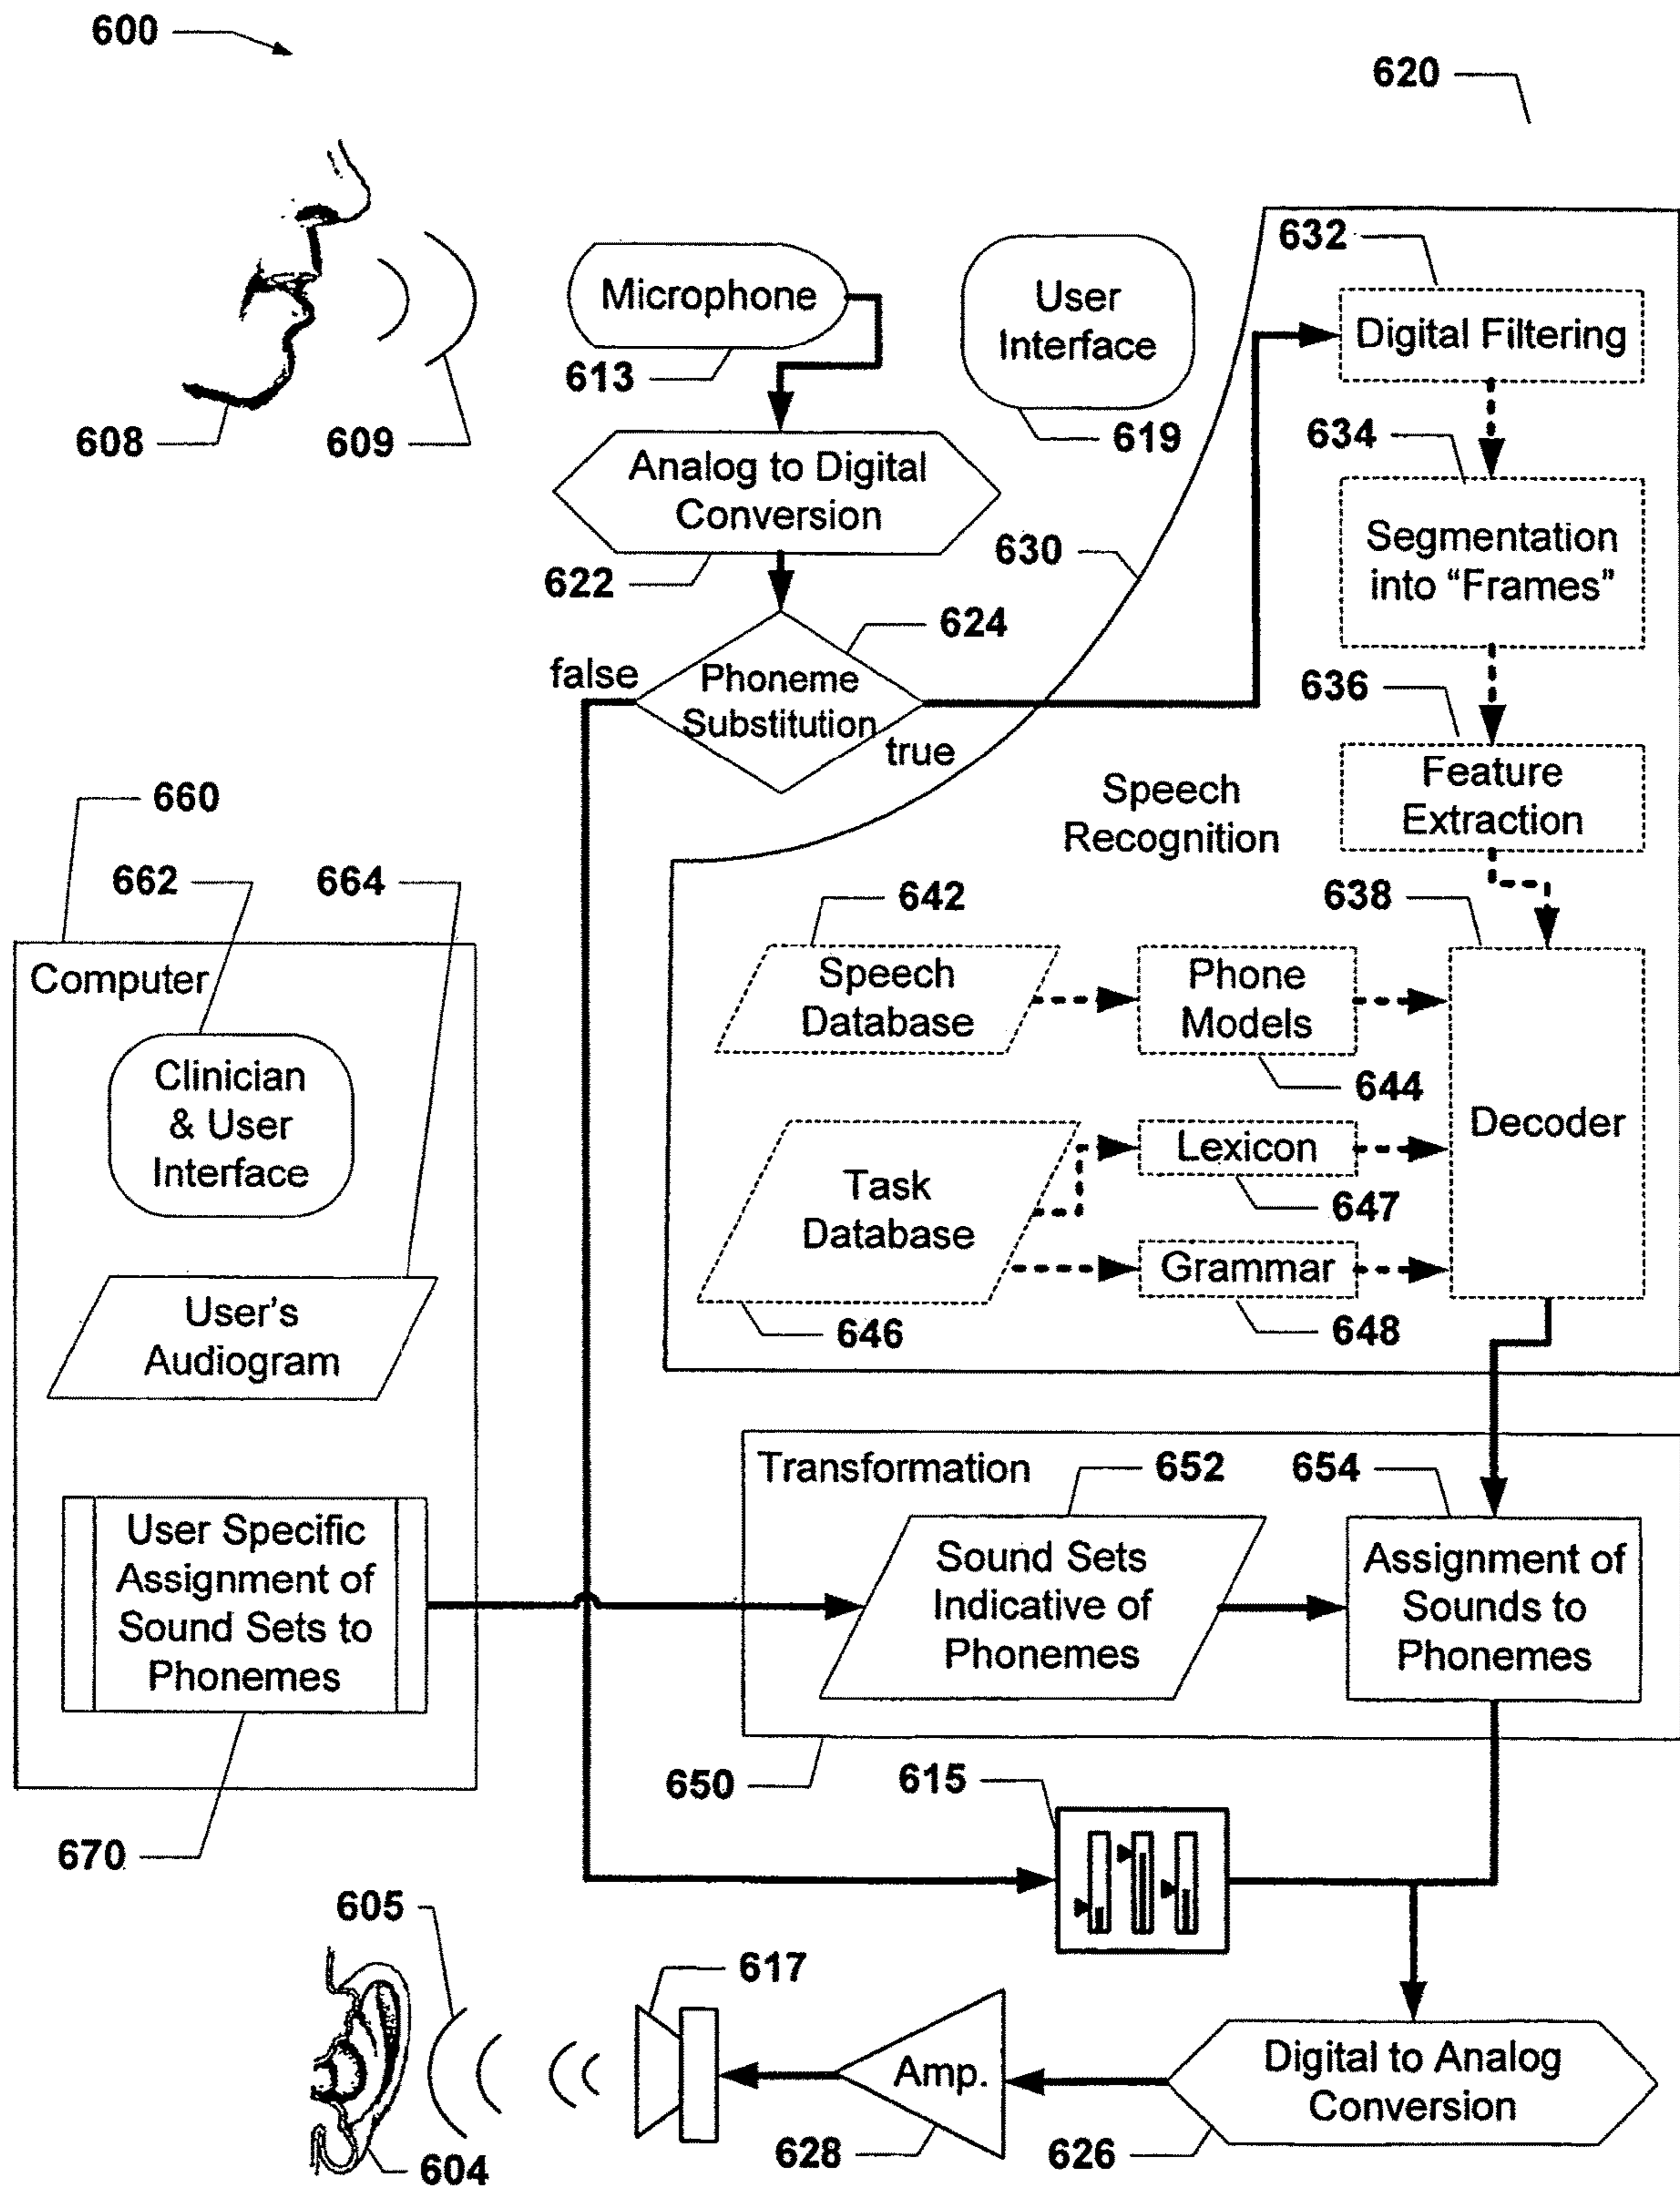 600
620
632
Microphone
User
Interface
Digital Filtering
613
608
609
619
634
Analog to Digital
Conversion
Segmentation
into “Frames”
630
622
624
false
Phoneme
Substitution
true
636
Feature
Extraction
Speech
Recognition
660
662
664
642
638
Computer
Speech
Database
Phone
Models
Clinician
& User
Interface
644
Decoder
Lexicon
Task
Database
647
Grammar
User's
Audiogram
646
648
Transformation
652
654
User Specific
Assignment of
Sound Sets to
Phonemes
Sound Sets
Indicative of
Phonemes
Assignment of
Sounds to
Phonemes
650
615
670
605
617
Amp.
Digital to Analog
Conversion
604
628
626